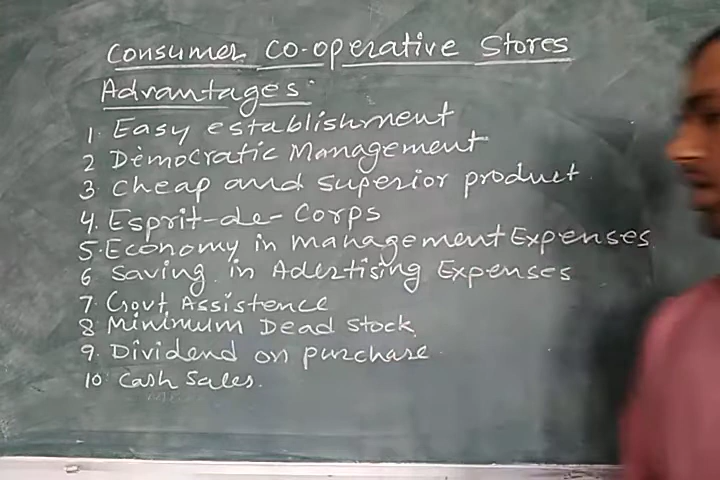 Consumer Co-operative Stores
Advantages:
1. Easy establishment
2 Democratic Management
3. Cheap and superior product.
4. Esprit-de-Corps
5. Economy in management Expenses
6 Saving in Adertising Expenses
7 Govt. Assistence
8 Minimum Dead Stock
9. Dividend on purchase.
10 Cash Sales.